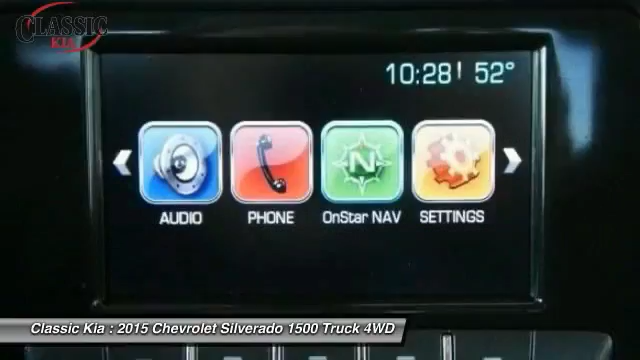 CLASSIC
KIA
10:28 52°
N
AUDIO
PHONE
OnStar NAV
SETTINGS
Classic Kia : 2015 Chevrolet Silverado 1500 Truck 4WD